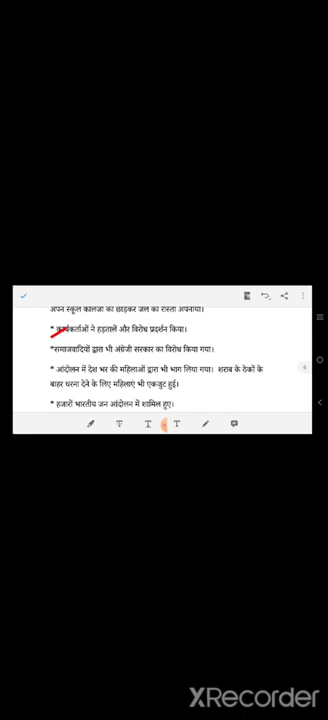 अपने स्कूल कॉलेजों को छोड़कर जेल का रास्ता अपनाया।
* कार्यकर्ताओं ने हड़तालें और विरोध प्रदर्शन किया।
*समाजवादियों द्वारा भी अंग्रेजी सरकार का विरोध किया गया।
* आंदोलन में देश भर की महिलाओं द्वारा भी भाग लिया गया। शराब के ठेकों के
बाहर धरना देने के लिए महिलाएं भी एकजुट हुई।
* हजारों भारतीय जन आंदोलन में शामिल हुए।
XRecorder